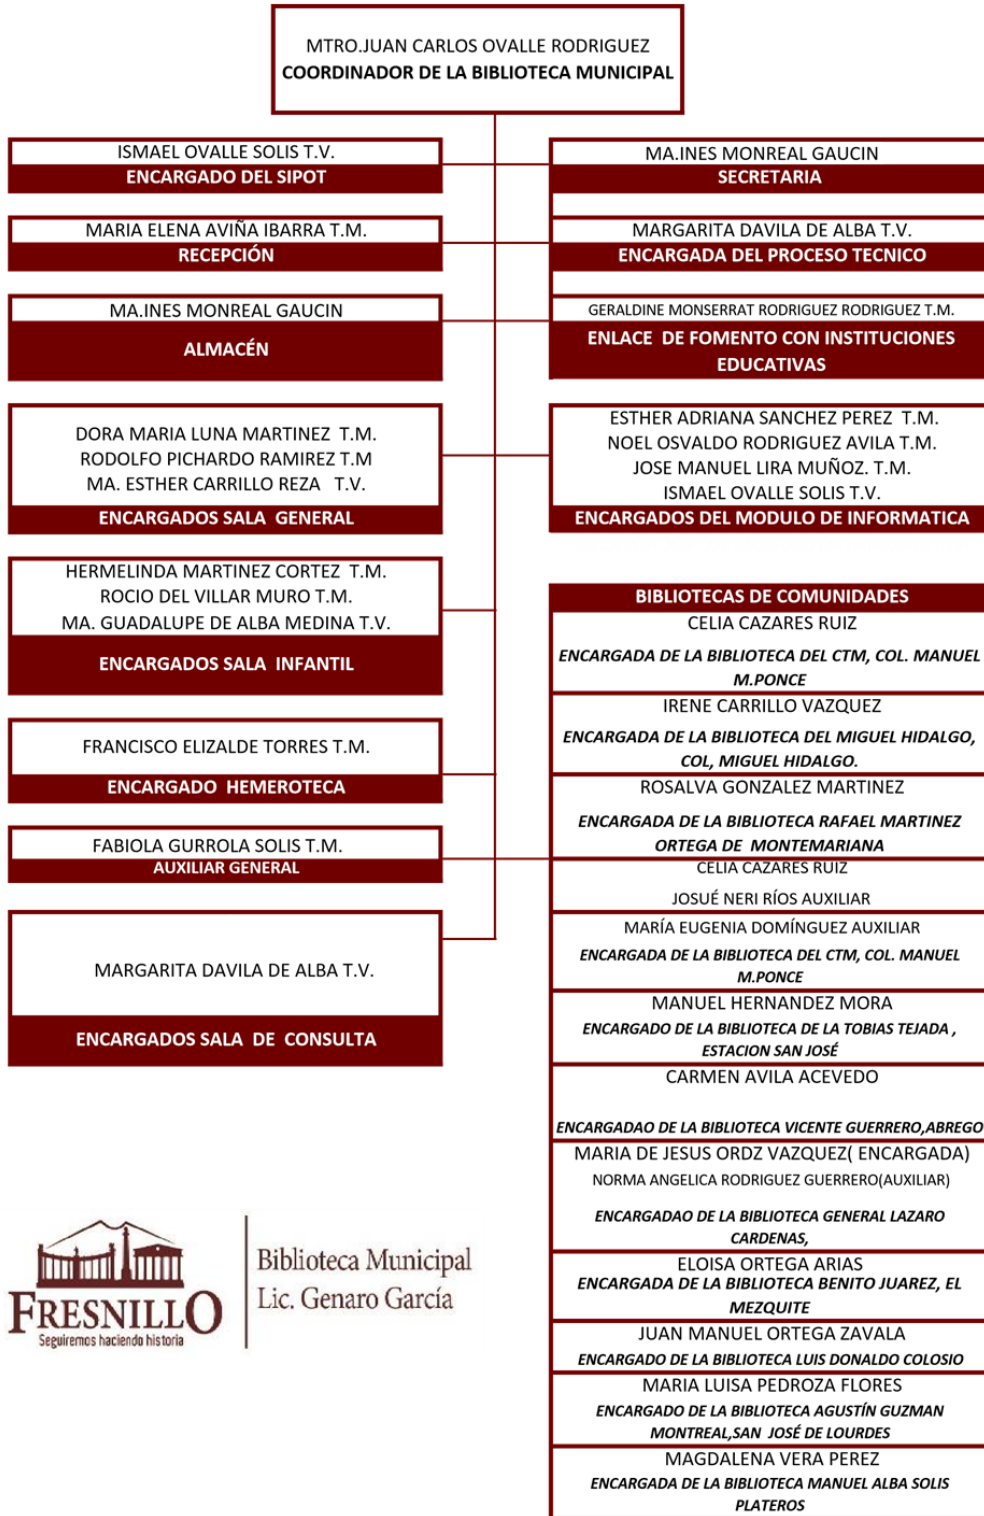 MTRO.JUAN CARLOS OVALLE RODRIGUEZ
COORDINADOR DE LA BIBLIOTECA MUNICIPAL
ISMAEL OVALLE SOLIS T.V.
ENCARGADO DEL SIPOT
MARIA ELENA AVIÑA IBARRA T.M.
RECEPCIÓN
MA.INES MONREAL GAUCIN
ALMACÉN
DORA MARIA LUNA MARTINEZ T.M.
RODOLFO PICHARDO RAMIREZ T.M
MA. ESTHER CARRILLO REZA T.V.
ENCARGADOS SALA GENERAL
HERMELINDA MARTINEZ CORTEZ T.M.
ROCIO DEL VILLAR MURO T.M.
MA. GUADALUPE DE ALBA MEDINA T.V.
ENCARGADOS SALA INFANTIL
FRANCISCO ELIZALDE TORRES T.M.
ENCARGADO HEMEROTECA
FABIOLA GURROLA SOLIS T.M.
AUXILIAR GENERAL
MARGARITA DAVILA DE ALBA T.V.
ENCARGADOS SALA DE CONSULTA
MA.INES MONREAL GAUCIN
SECRETARIA
MARGARITA DAVILA DE ALBA T.V.
ENCARGADA DEL PROCESO TECNICO
GERALDINE MONSERRAT RODRIGUEZ RODRIGUEZ T.M.
ENLACE DE FOMENTO CON INSTITUCIONES
EDUCATIVAS
ESTHER ADRIANA SANCHEZ PEREZ T.M.
NOEL OSVALDO RODRIGUEZ AVILA T.M.
JOSE MANUEL LIRA MUÑOZ. T.M.
ISMAEL OVALLE SOLIS T.V.
ENCARGADOS DEL MODULO DE INFORMATICA
BIBLIOTECAS DE COMUNIDADES
CELIA CAZARES RUIZ
ENCARGADA DE LA BIBLIOTECA DEL CTM, COL. MANUEL
M.PONCE
IRENE CARRILLO VAZQUEZ
ENCARGADA DE LA BIBLIOTECA DEL MIGUEL HIDALGO,
COL, MIGUEL HIDALGO.
ROSALVA GONZALEZ MARTINEZ
ENCARGADA DE LA BIBLIOTECA RAFAEL MARTINEZ
ORTEGA DE MONTEMARIANA
CELIA CAZARES RUIZ
JOSUÉ NERI RÍOS AUXILIAR
MARÍA EUGENIA DOMÍNGUEZ AUXILIAR
ENCARGADA DE LA BIBLIOTECA DEL CTM, COL. MANUEL
M.PONCE
MANUEL HERNANDEZ MORA
ENCARGADO DE LA BIBLIOTECA DE LA TOBIAS TEJADA ,
ESTACION SAN JOSÉ
CARMEN AVILA ACEVEDO
ENCARGADAO DE LA BIBLIOTECA VICENTE GUERRERO,ABREGO
MARIA DE JESUS ORDZ VAZQUEZ( ENCARGADA)
NORMA ANGELICA RODRIGUEZ GUERRERO(AUXILIAR)
ENCARGADAO DE LA BIBLIOTECA GENERAL LAZARO
CARDENAS,
ELOISA ORTEGA ARIAS
ENCARGADA DE LA BIBLIOTECA BENITO JUAREZ, EL
MEZQUITE
JUAN MANUEL ORTEGA ZAVALA
ENCARGADO DE LA BIBLIOTECA LUIS DONALDO COLOSIO
MARIA LUISA PEDROZA FLORES
ENCARGADO DE LA BIBLIOTECA AGUSTÍN GUZMAN
MONTREAL,SAN JOSÉ DE LOURDES
MAGDALENA VERA PEREZ
ENCARGADA DE LA BIBLIOTECA MANUEL ALBA SOLIS
PLATEROS
FRESNILLO
Seguiremos haciendo historia
Biblioteca Municipal
Lic. Genaro García